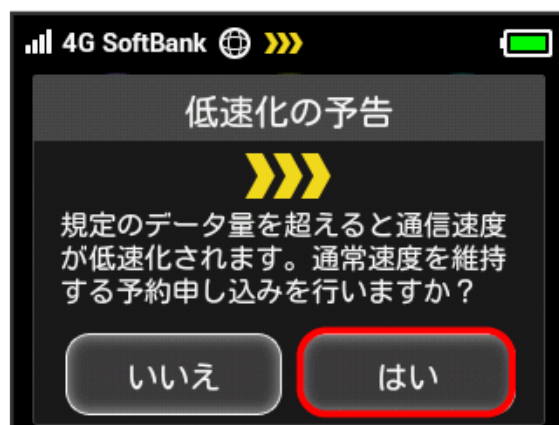 4G SoftBank
低速化の予告
規定のデータ量を超えると通信速度
が低速化されます。通常速度を維持
する予約申し込みを行いますか？
いいえ
はい